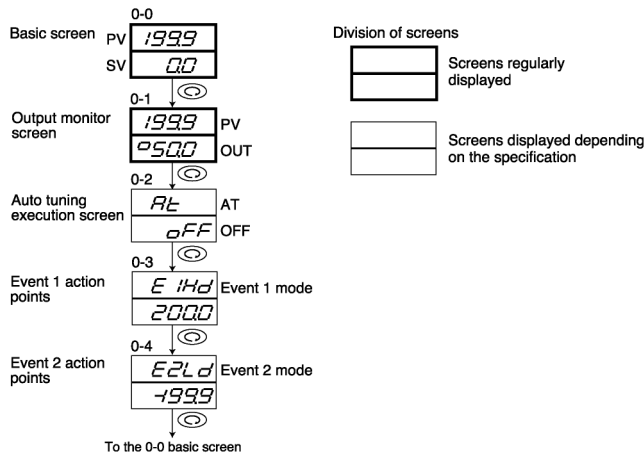 0-0
Basic screen PV 199.9
SV 0.0
Division of screens
Screens regularly
displayed
0-1
Output monitor
screen
199.9 PV
o50.0 OUT
Screens displayed depending
on the specification
0-2
Auto tuning
execution screen
At AT
oFF OFF
0-3
Event 1 action
points
E1Hd Event 1 mode
200.0
0-4
Event 2 action
points
E2Ld Event 2 mode
-199.9
To the 0-0 basic screen